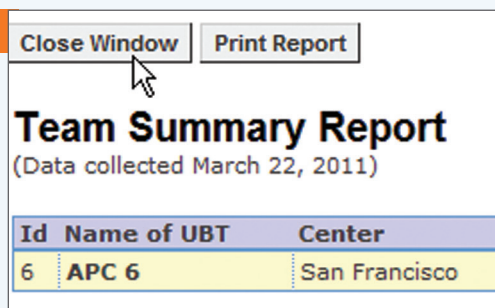 Close Window Print Report
Team Summary Report
(Data collected March 22, 2011)
Id Name of UBT Center
6 APC 6 San Francisco